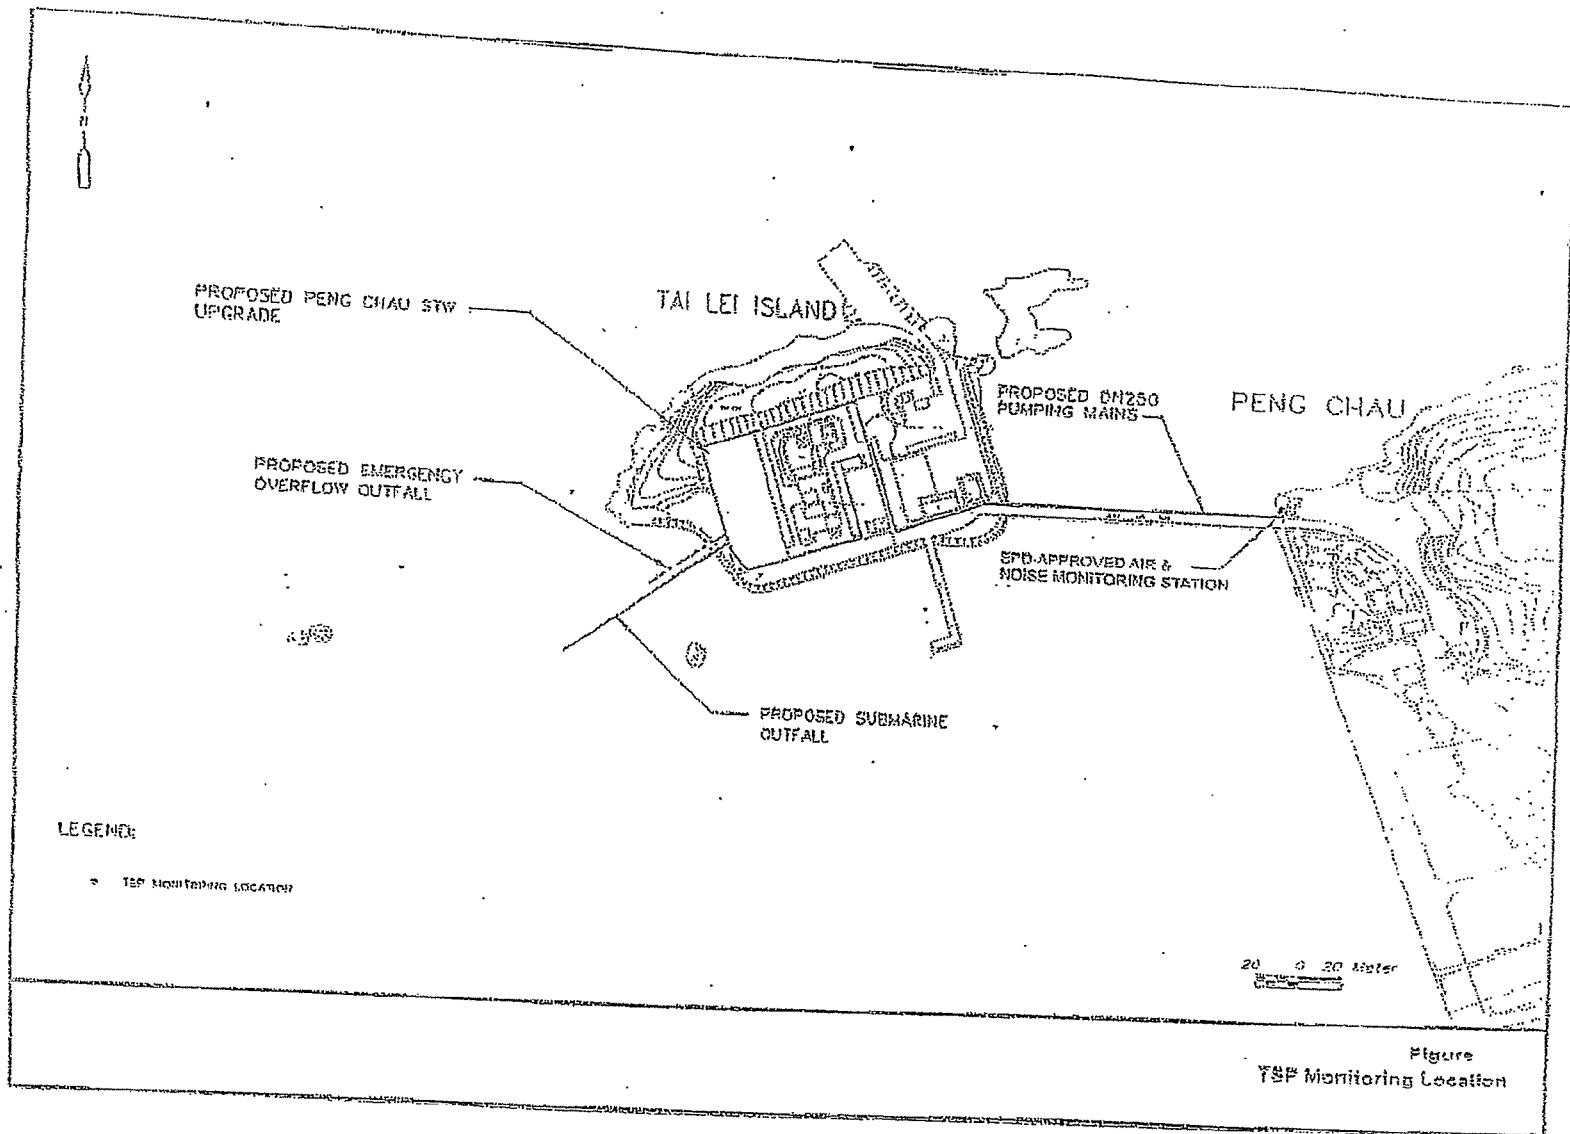 N
PROPOSED PENG CHAU STW
UPGRADE
TAI LEI ISLAND
PROPOSED DN250
PUMPING MAINS
PENG CHAU
PROPOSED EMERGENCY
OVERFLOW OUTFALL
EPD-APPROVED AIR &
NOISE MONITORING STATION
PROPOSED SUBMARINE
OUTFALL
LEGEND:
TSP MONITORING LOCATION
20 0 20 Meter
Figure
TSP Monitoring Location